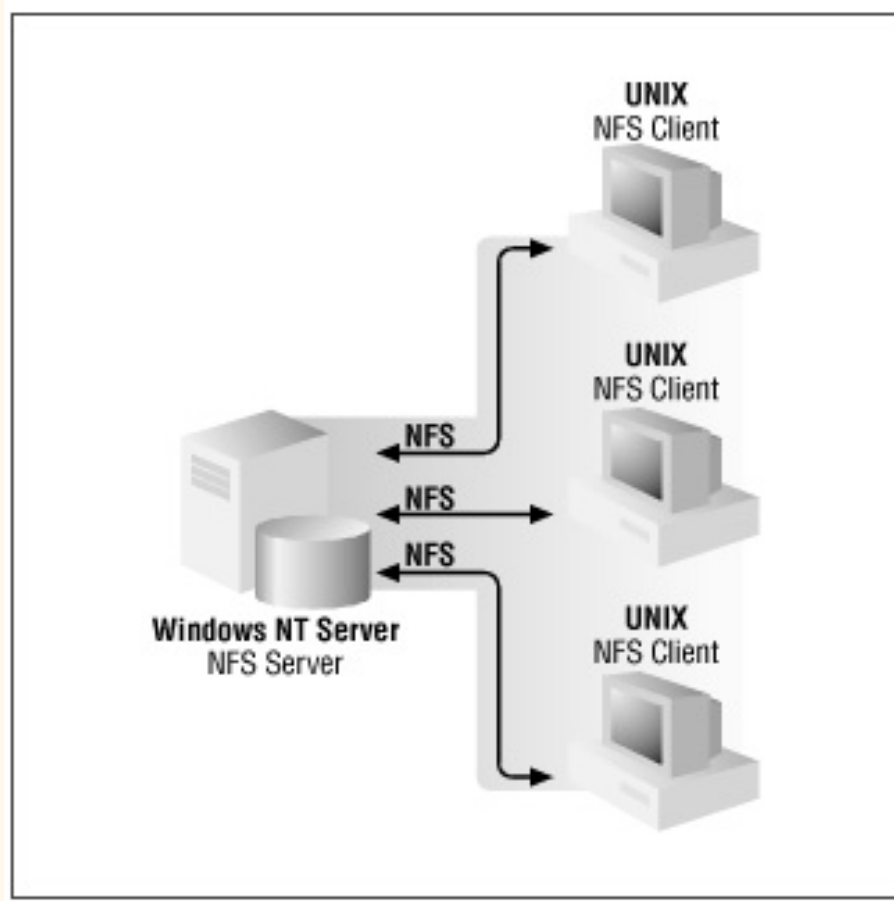 UNIX
NFS Client
UNIX
NFS Client
NFS
NFS
NFS
Windows NT Server
NFS Server
UNIX
NFS Client